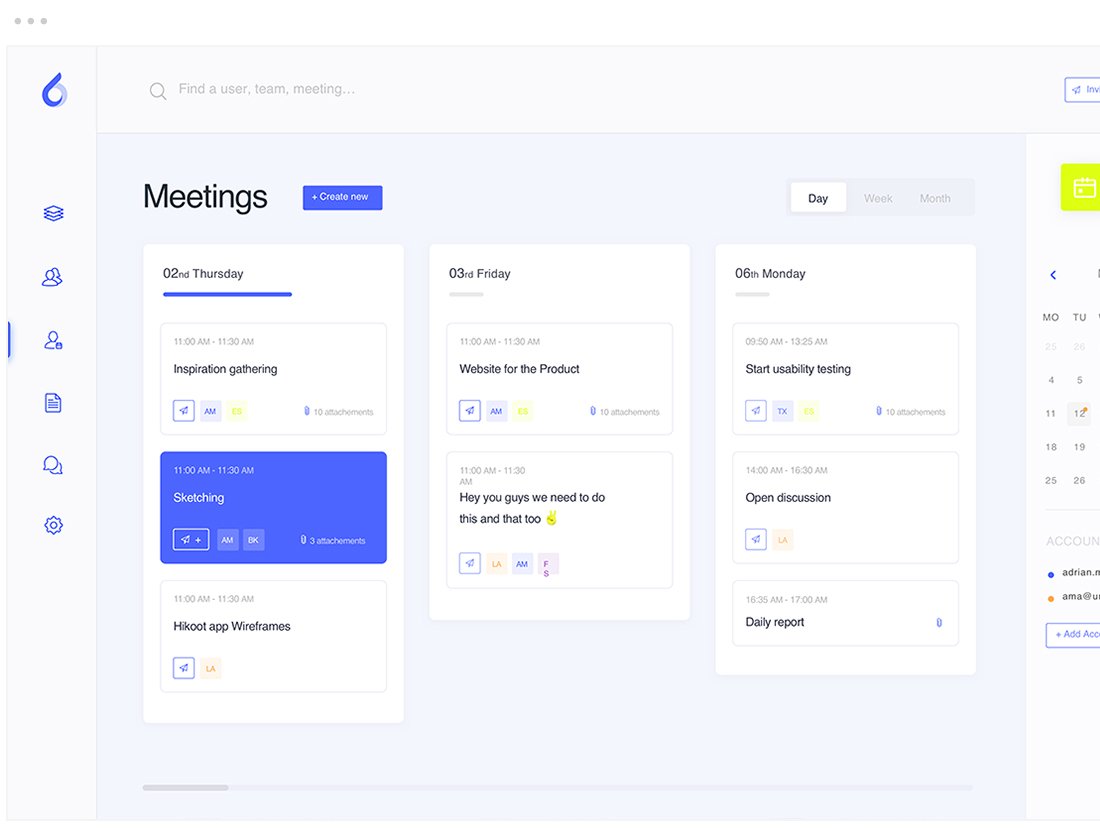 Find a user, team, meeting...
Invi
Meetings
+ Create new
Day
Week
Month
02nd Thursday
11:00 AM - 11:30 AM
Inspiration gathering
AM
ES
10 attachements
11:00 AM - 11:30 AM
Sketching
+
AM
BK
3 attachements
11:00 AM - 11:30 AM
Hikoot app Wireframes
LA
03rd Friday
11:00 AM - 11:30 AM
Website for the Product
AM
ES
10 attachements
11:00 AM - 11:30
AM
Hey you guys we need to do
this and that too ✌
LA
AM
F
S
06th Monday
09:50 AM - 13:25 AM
Start usability testing
TX
ES
10 attachements
14:00 AM - 16:30 AM
Open discussion
LA
16:35 AM - 17:00 AM
Daily report
MO TU
25 26
4 5
11 12
18 19
25 26
ACCOUN
adrian.m
ama@ur
+ Add Acco